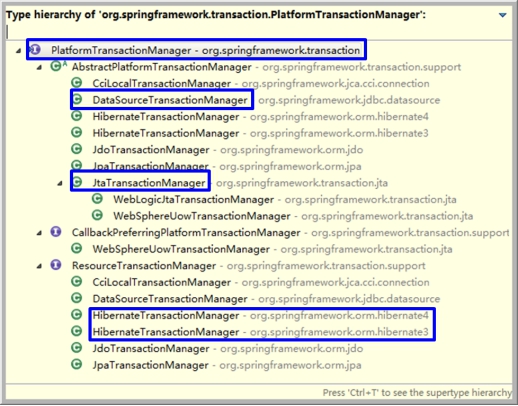 Type hierarchy of 'org.springframework.transaction.PlatformTransactionManager':
PlatformTransactionManager - org.springframework.transaction
AbstractPlatformTransactionManager - org.springframework.transaction.support
CciLocalTransactionManager - org.springframework.jca.cci.connection
DataSourceTransactionManager - org.springframework.jdbc.datasource
HibernateTransactionManager - org.springframework.orm.hibernate4
HibernateTransactionManager - org.springframework.orm.hibernate3
JdoTransactionManager - org.springframework.orm.jdo
JpaTransactionManager - org.springframework.orm.jpa
JtaTransactionManager - org.springframework.transaction.jta
WebLogicJtaTransactionManager - org.springframework.transaction.jta
WebSphereUowTransactionManager - org.springframework.transaction.jta
CallbackPreferringPlatformTransactionManager - org.springframework.transaction.support
WebSphereUowTransactionManager - org.springframework.transaction.jta
ResourceTransactionManager - org.springframework.transaction.support
CciLocalTransactionManager - org.springframework.jca.cci.connection
DataSourceTransactionManager - org.springframework.jdbc.datasource
HibernateTransactionManager - org.springframework.orm.hibernate4
HibernateTransactionManager - org.springframework.orm.hibernate3
JdoTransactionManager - org.springframework.orm.jdo
JpaTransactionManager - org.springframework.orm.jpa
Press 'Ctrl+T' to see the supertype hierarchy